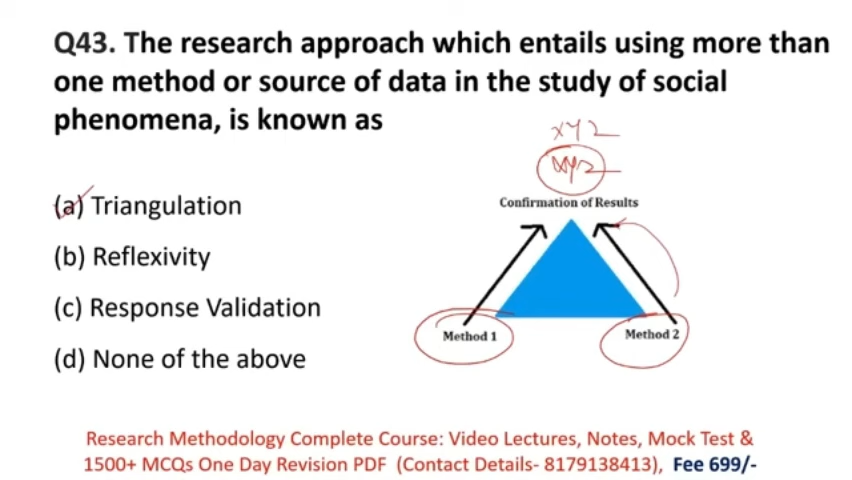 Q43. The research approach which entails using more than
one method or source of data in the study of social
phenomena, is known as
xyz
xyz
Confirmation of Results
(a) Triangulation
(b) Reflexivity
(c) Response Validation
(d) None of the above
Method 1
Method 2
Research Methodology Complete Course: Video Lectures, Notes, Mock Test &
1500+ MCQs One Day Revision PDF (Contact Details- 8179138413), Fee 699/-